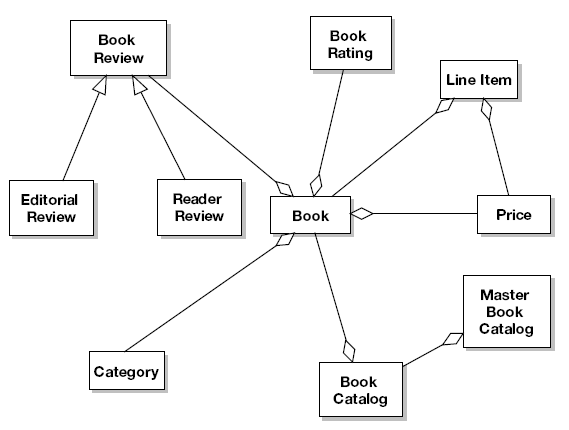 Book
Review
Book
Rating
Line Item
Editorial
Review
Reader
Review
Book
Price
Master
Book
Catalog
Category
Book
Catalog